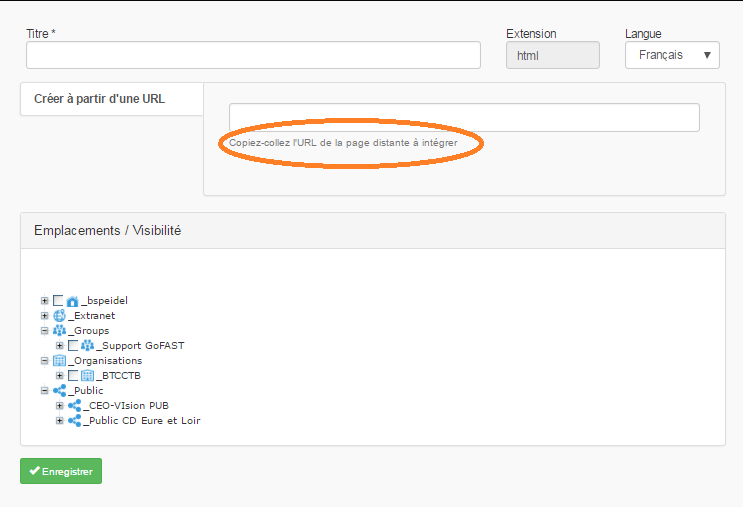 Titre * Extension Langue
html Français
Créer à partir d'une URL
Copiez-collez l'URL de la page distante à intégrer
Emplacements / Visibilité
_bspeidel
_Extranet
_Groups
_Support GoFAST
_Organisations
_BTCCTB
_Public
_CEO-VIsion PUB
_Public CD Eure et Loir
Enregistrer